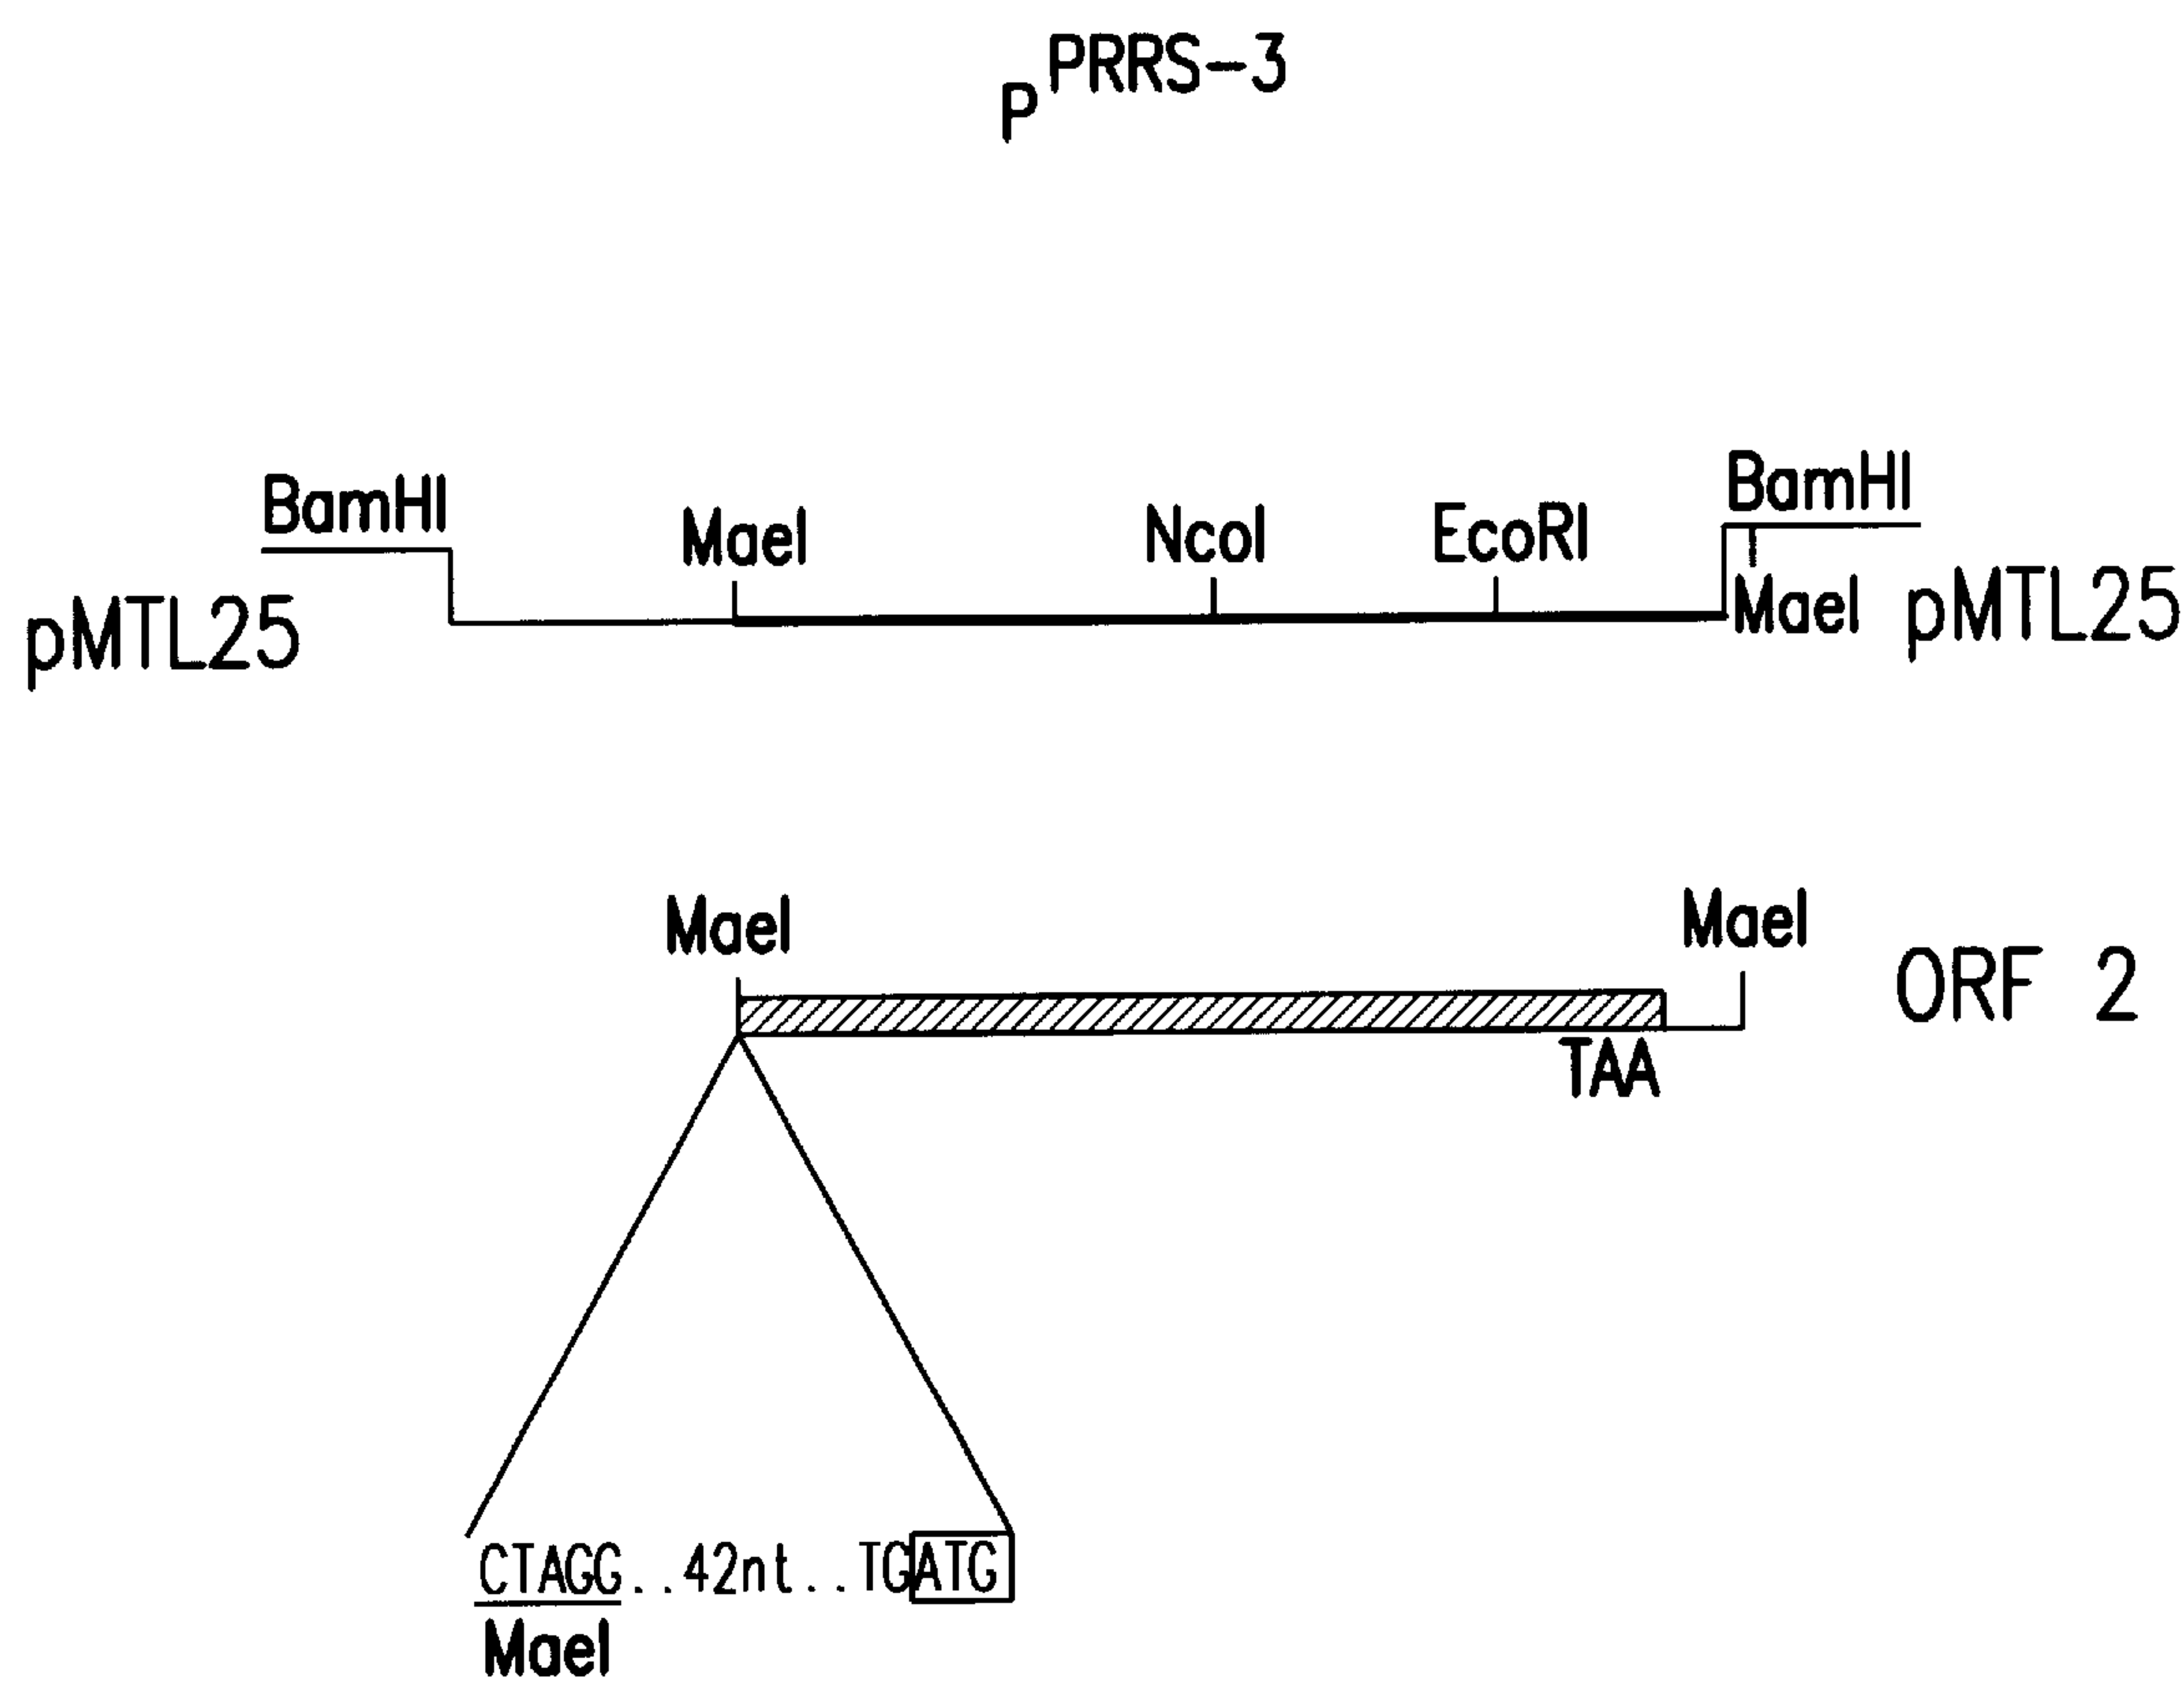 pPRRS-3
BamHI MaeI NcoI EcoRI BamHI
pMTL25 MaeI pMTL25
MaeI MaeI
ORF 2
TAA
CTAGG..42nt..TGATG
MaeI